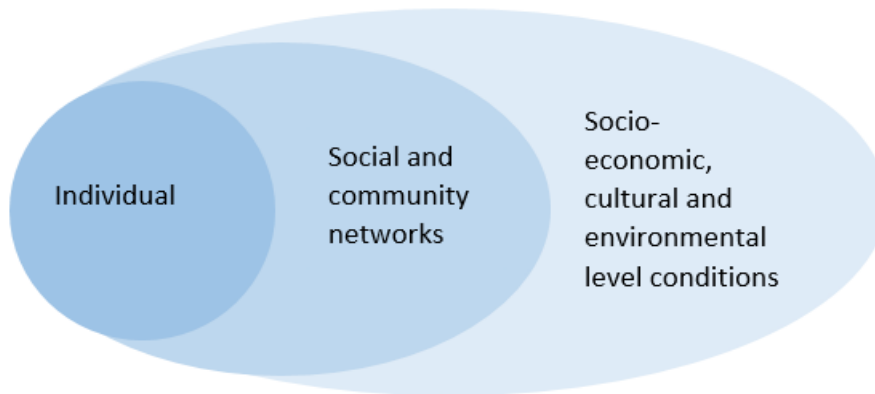 Individual
Social and
community
networks
Socio-
economic,
cultural and
environmental
level conditions